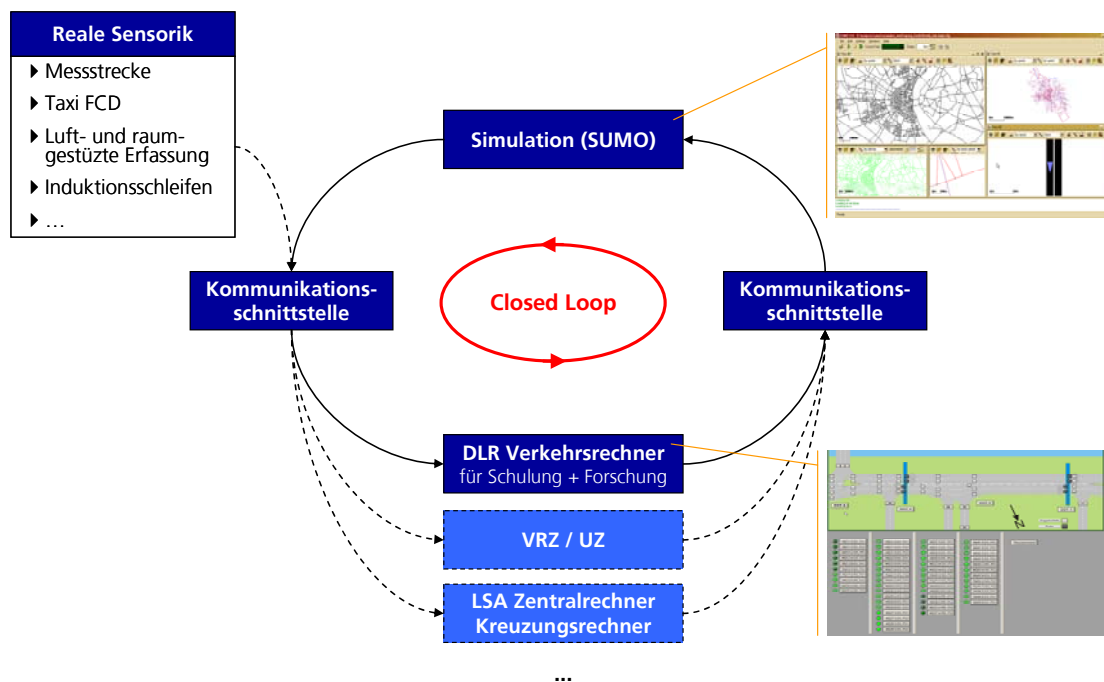 Reale Sensorik
Messstrecke
Taxi FCD
Luft- und raum-
gestüzte Erfassung
Induktionsschleifen
...
Simulation (SUMO)
Kommunikations-
schnittstelle
Closed Loop
Kommunikations-
schnittstelle
DLR Verkehrsrechner
für Schulung + Forschung
VRZ / UZ
LSA Zentralrechner
Kreuzungsrechner
...